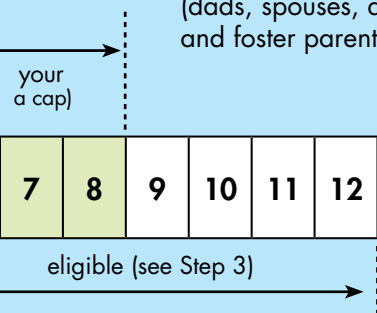 (dads, spouses,
and foster parent
your
a cap)
7 8 9 10 11 12
eligible (see Step 3)